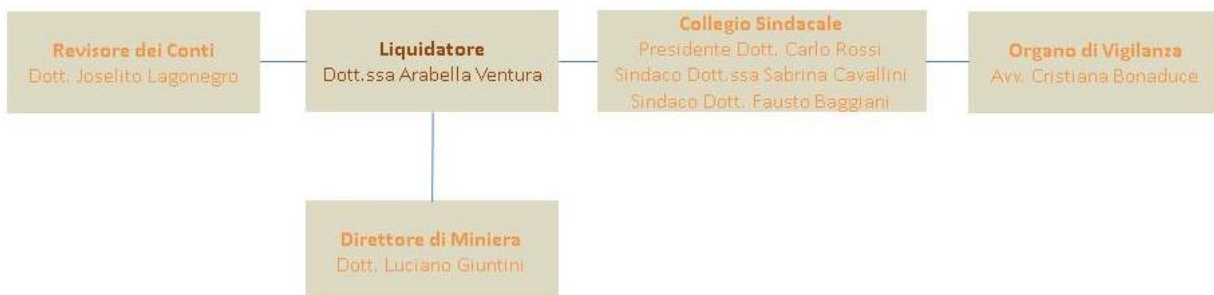 Revisore dei Conti
Dott. Joselito Lagonegro
Liquidatore
Dott.ssa Arabella Ventura
Collegio Sindacale
Presidente Dott. Carlo Rossi
Sindaco Dott.ssa Sabrina Cavallini
Sindaco Dott. Fausto Baggiani
Organo di Vigilanza
Avv. Cristiana Bonaduce
Direttore di Miniera
Dott. Luciano Giuntini